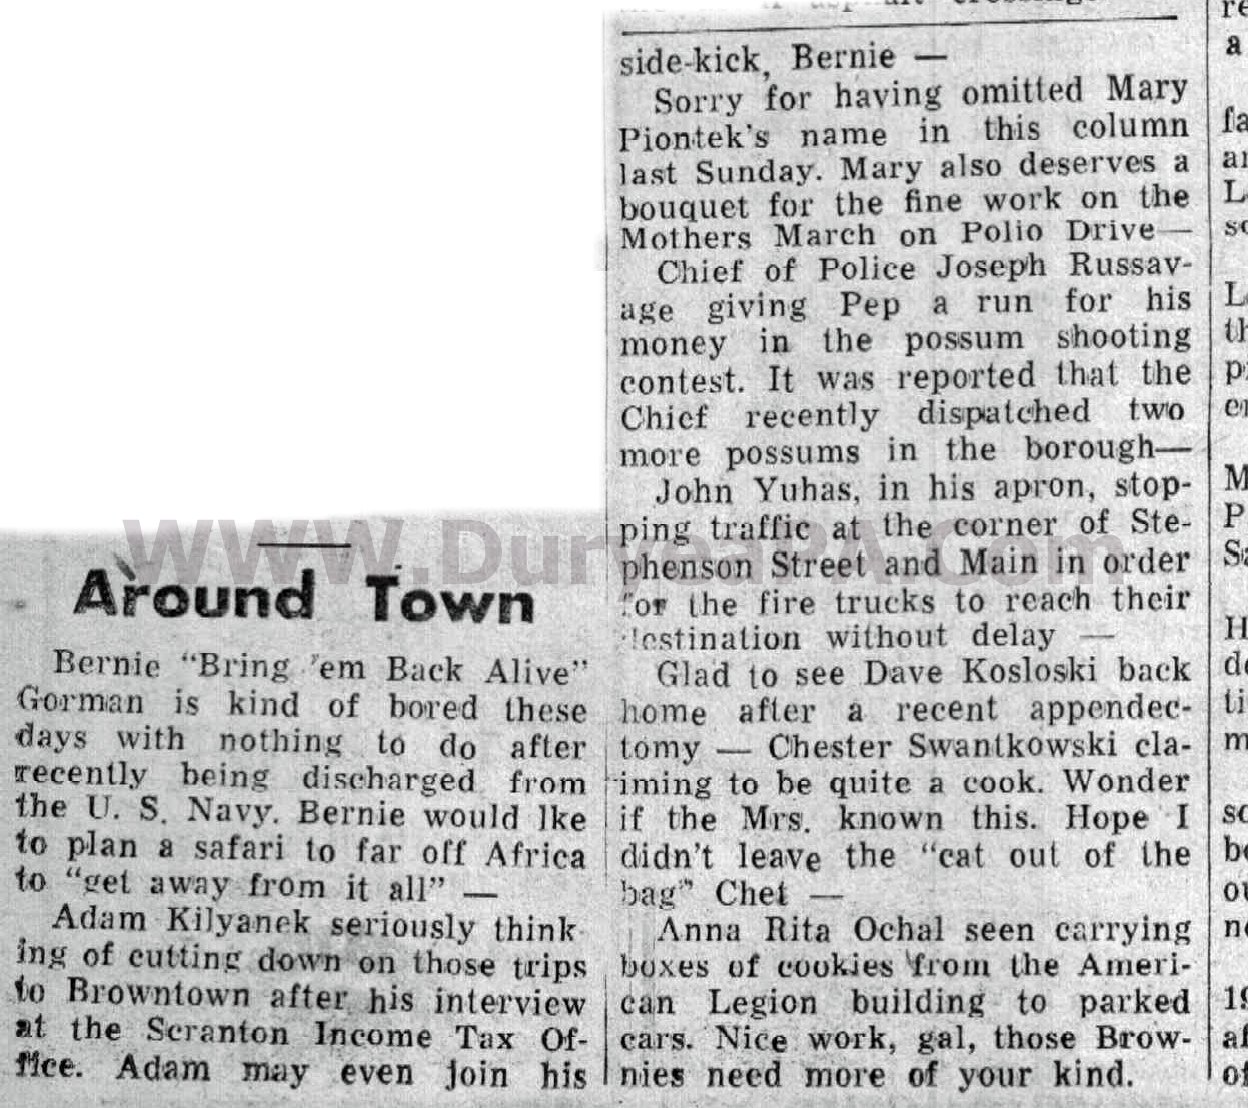 Around Town
Bernie "Bring 'em Back Alive"
Gorman is kind of bored these
days with nothing to do after
recently being discharged from
the U. S. Navy. Bernie would lke
to plan a safari to far off Africa
to "get away from it all" —
Adam Kilyanek seriously think-
ing of cutting down on those trips
to Browntown after his interview
at the Scranton Income Tax Of-
fice. Adam may even join his
side-kick, Bernie —
Sorry for having omitted Mary
Piontek's name in this column
last Sunday. Mary also deserves a
bouquet for the fine work on the
Mothers March on Polio Drive—
Chief of Police Joseph Russav-
age giving Pep a run for his
money in the possum shooting
contest. It was reported that the
Chief recently dispatched two
more possums in the borough—
John Yuhas, in his apron, stop-
ping traffic at the corner of Ste-
phenson Street and Main in order
for the fire trucks to reach their
destination without delay —
Glad to see Dave Kosloski back
home after a recent appendec-
tomy — Chester Swantkowski cla-
iming to be quite a cook. Wonder
if the Mrs. known this. Hope I
didn't leave the "cat out of the
bag" Chet —
Anna Rita Ochal seen carrying
boxes of cookies from the Ameri-
can Legion building to parked
cars. Nice work, gal, those Brow-
nies need more of your kind.
WWW.DuryeaPA.Com